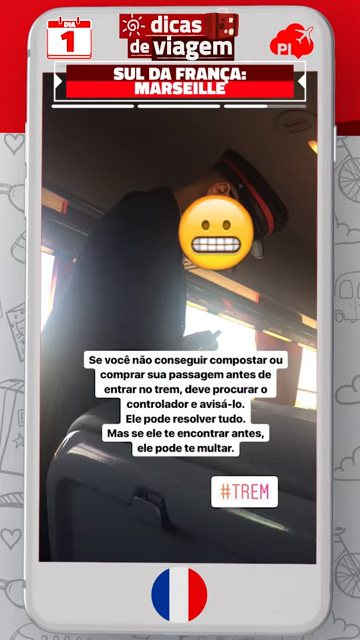 DIA
1
dicas
de viagem
PI
SUL DA FRANÇA:
MARSEILLE
Se você não conseguir compostar ou
comprar sua passagem antes de
entrar no trem, deve procurar o
controlador e avisá-lo.
Ele pode resolver tudo.
Mas se ele te encontrar antes,
ele pode te multar.
#TREM